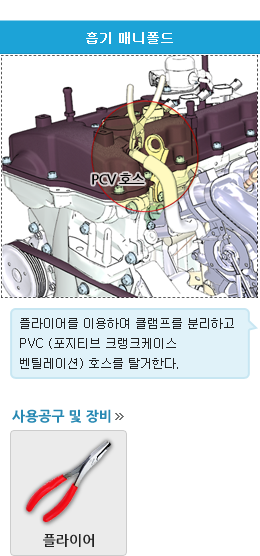 흡기 매니폴드
PCV 호스
플라이어를 이용하여 클램프를 분리하고
PVC (포지티브 크랭크케이스
벤틸레이션) 호스를 탈거한다.
사용공구 및 장비 »
플라이어